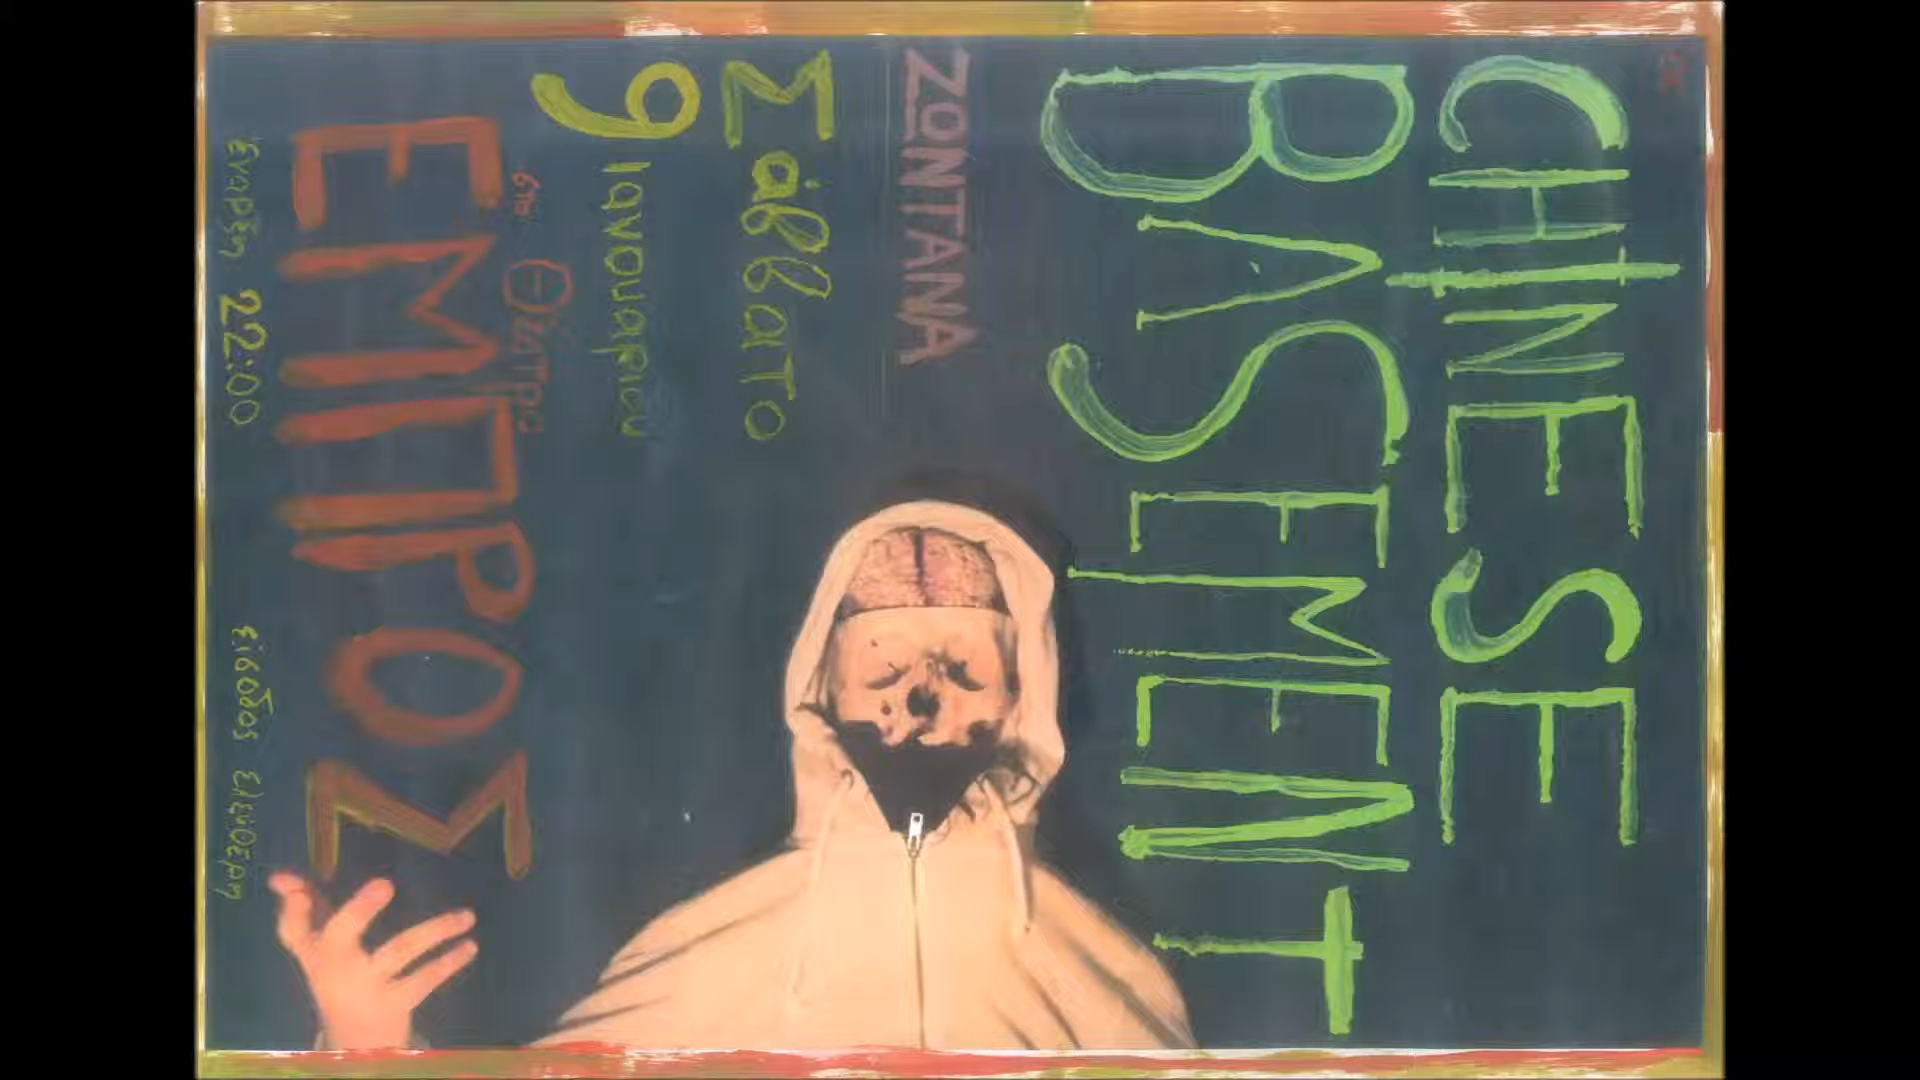 CHINESE
BASEMENT
ZONTANA
Σάββατο
9 Ιανουαρίου
στο Θέατρο
ΕΜΠΡΟΣ
έναρξη 22:00 είσοδος ελεύθερη